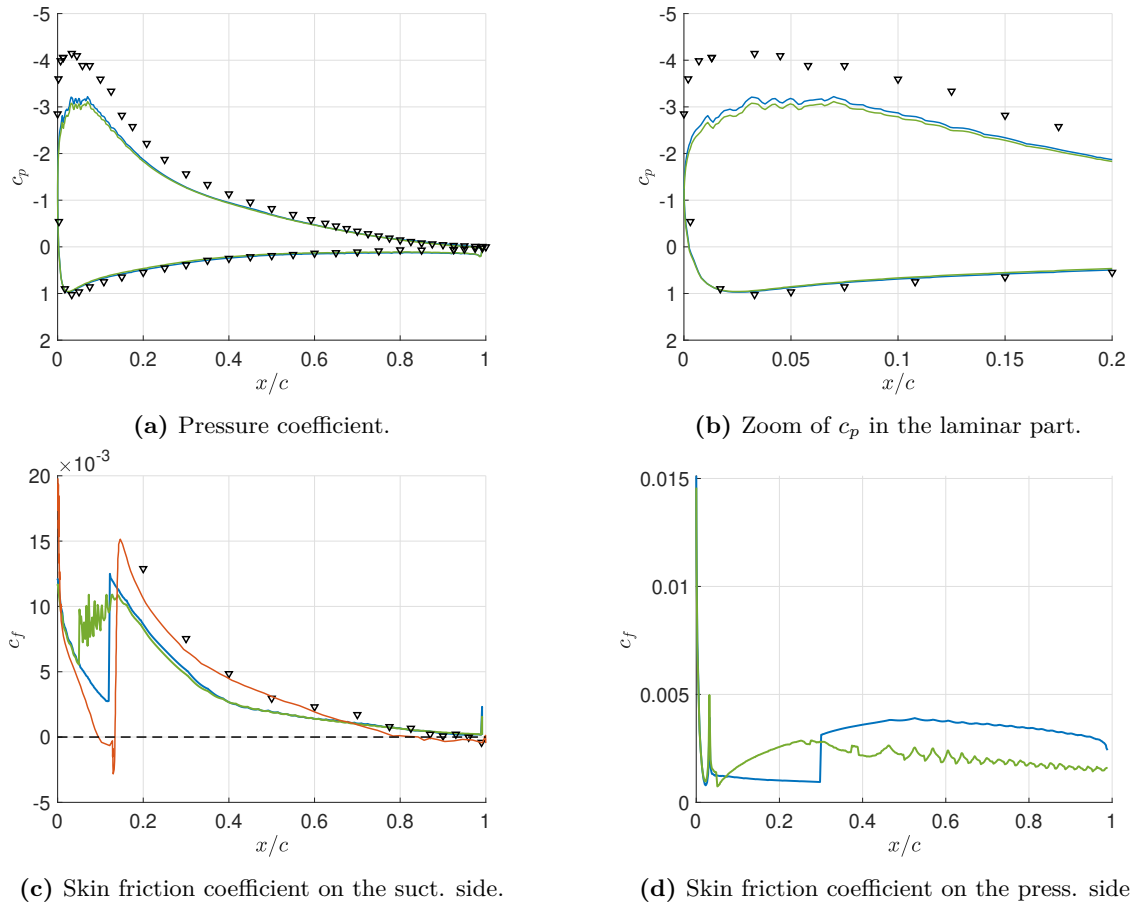 -5
-4
-3
-2
-1
0
1
2
c_p
0 0.2 0.4 0.6 0.8 1
x/c
(a) Pressure coefficient.
-5
-4
-3
-2
-1
0
1
2
c_p
0 0.05 0.1 0.15 0.2
x/c
(b) Zoom of c_p in the laminar part.
×10^-3
20
15
10
5
0
-5
c_f
0 0.2 0.4 0.6 0.8 1
x/c
(c) Skin friction coefficient on the suct. side.
0.015
0.01
0.005
0
c_f
0 0.2 0.4 0.6 0.8 1
x/c
(d) Skin friction coefficient on the press. side